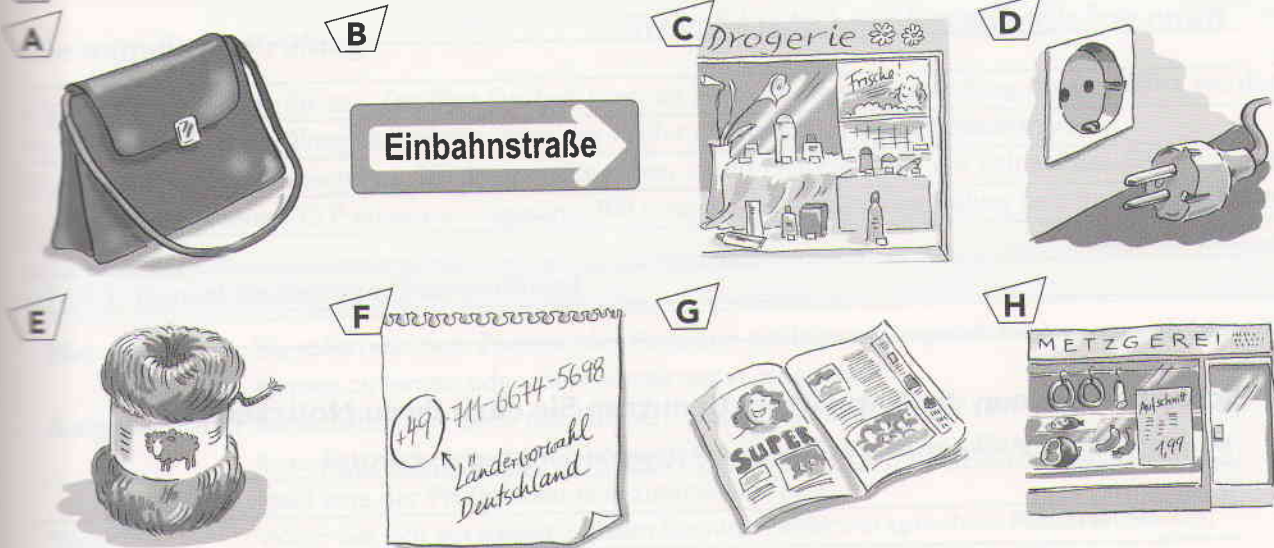 A
B
C
D
Einbahnstraße
Drogerie
Frische!
E
F
G
H
+49-711-6674-5698
Ländervorwahl
Deutschland
SUPER
METZGEREI
Aufschnitt
1,99